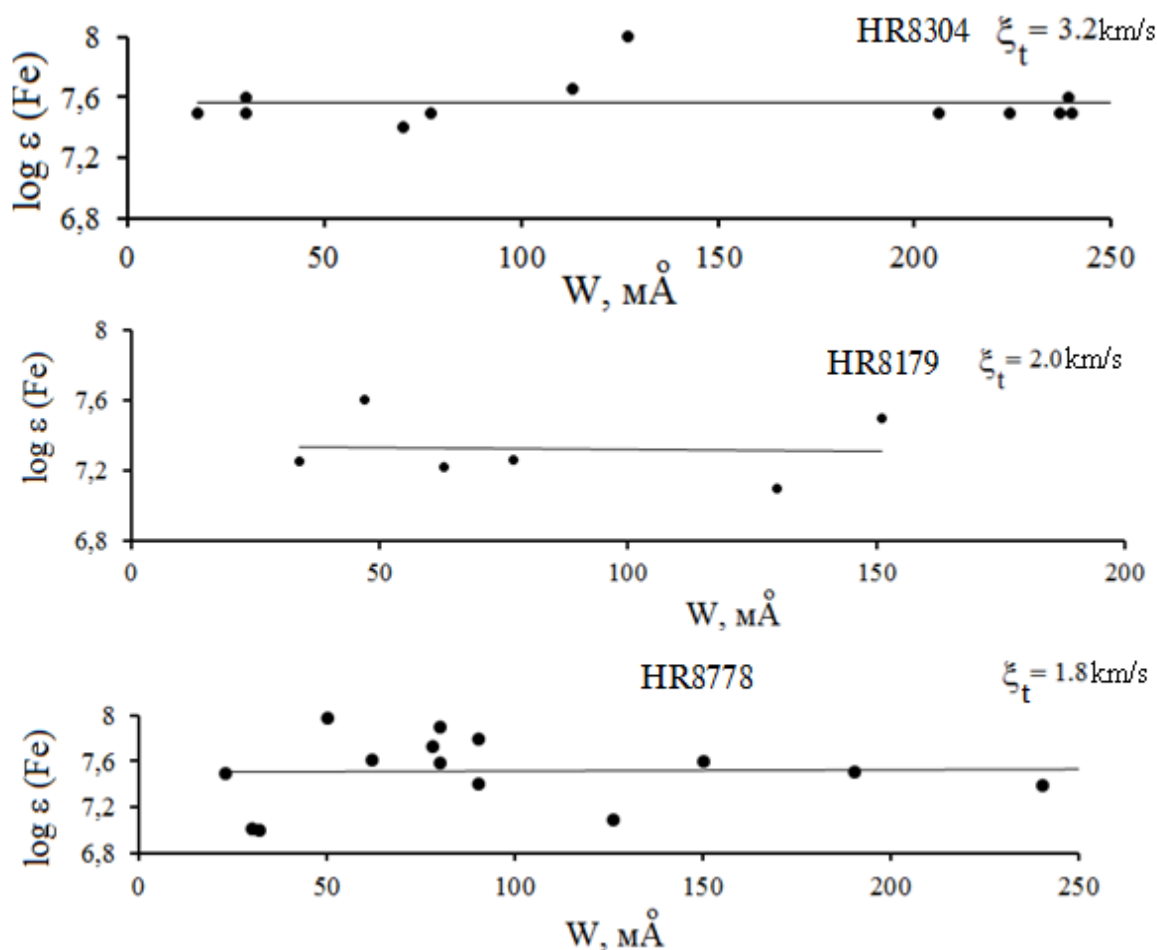 HR8304 ξt = 3.2km/s
log ε (Fe)
8
7,6
7,2
6,8
0 50 100 150 200 250
W, мÅ
HR8179 ξt = 2.0km/s
log ε (Fe)
8
7,6
7,2
6,8
0 50 100 150 200
W, мÅ
HR8778 ξt = 1.8km/s
log ε (Fe)
8
7,6
7,2
6,8
0 50 100 150 200 250
W, мÅ